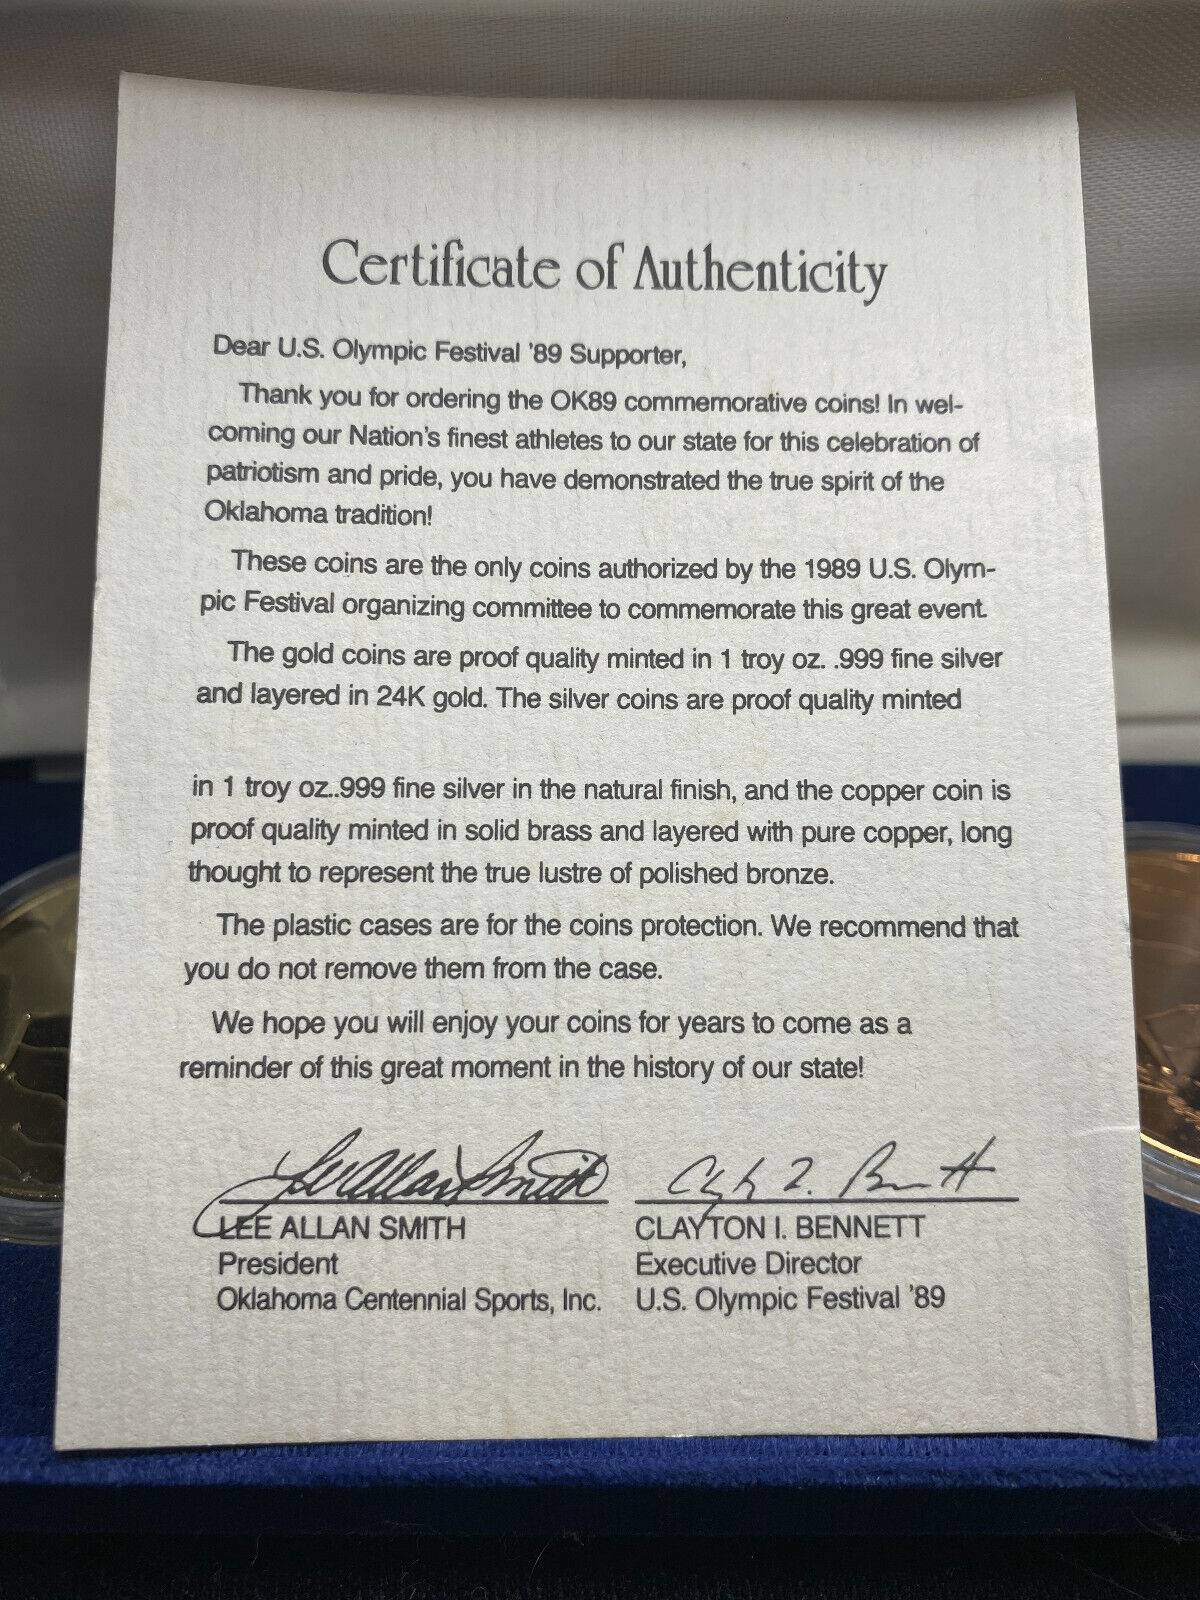 Certificate of Authenticity
Dear U.S. Olympic Festival '89 Supporter,
Thank you for ordering the OK89 commemorative coins! In wel-
coming our Nation's finest athletes to our state for this celebration of
patriotism and pride, you have demonstrated the true spirit of the
Oklahoma tradition!
These coins are the only coins authorized by the 1989 U.S. Olym-
pic Festival organizing committee to commemorate this great event.
The gold coins are proof quality minted in 1 troy oz. .999 fine silver
and layered in 24K gold. The silver coins are proof quality minted
in 1 troy oz..999 fine silver in the natural finish, and the copper coin is
proof quality minted in solid brass and layered with pure copper, long
thought to represent the true lustre of polished bronze.
The plastic cases are for the coins protection. We recommend that
you do not remove them from the case.
We hope you will enjoy your coins for years to come as a
reminder of this great moment in the history of our state!
Lee Allan Smith
LEE ALLAN SMITH
President
Oklahoma Centennial Sports, Inc.
Clay I. Bennett
CLAYTON I. BENNETT
Executive Director
U.S. Olympic Festival '89